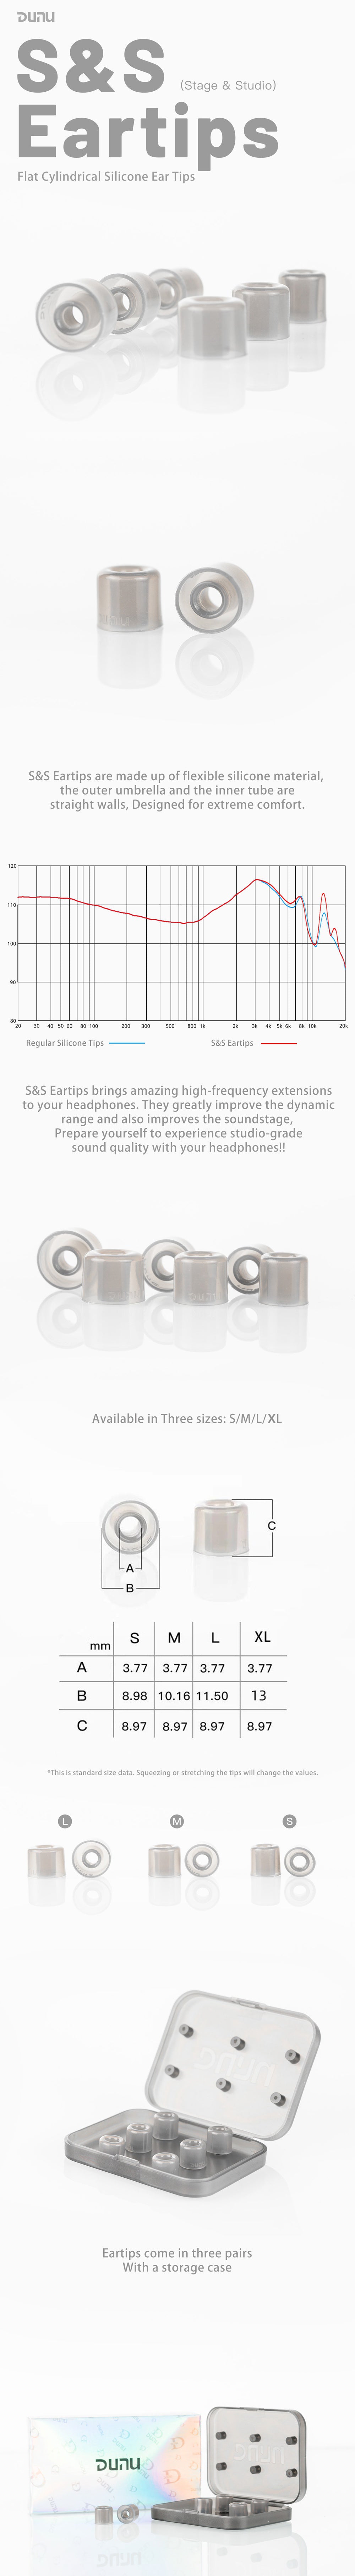 DUNU
S&S (Stage & Studio)
Eartips
Flat Cylindrical Silicone Ear Tips
S&S Eartips are made up of flexible silicone material,
the outer umbrella and the inner tube are
straight walls, Designed for extreme comfort.
120
110
100
90
80
20 30 40 50 60 80 100 200 300 500 800 1k 2k 3k 4k 5k 6k 8k 10k 20k
Regular Silicone Tips S&S Eartips
S&S Eartips brings amazing high-frequency extensions
to your headphones. They greatly improve the dynamic
range and also improves the soundstage,
Prepare yourself to experience studio-grade
sound quality with your headphones!!
Available in Three sizes: S/M/L/XL
A
B
C
mm S M L XL
A 3.77 3.77 3.77 3.77
B 8.98 10.16 11.50 13
C 8.97 8.97 8.97 8.97
*This is standard size data. Squeezing or stretching the tips will change the values.
L M S
DUNU
Eartips come in three pairs
With a storage case
DUNU
DUNU